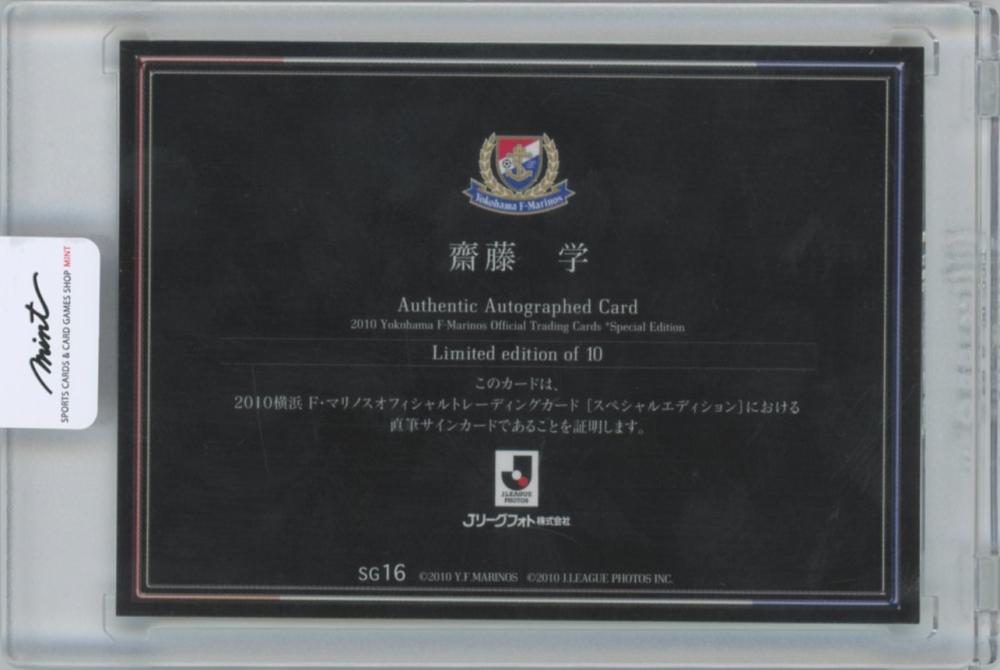 Yokohama F·Marinos
齋藤 学
Authentic Autographed Card
2010 Yokohama F·Marinos Official Trading Cards *Special Edition
Limited edition of 10
このカードは、
2010横浜 F・マリノスオフィシャルトレーディングカード [スペシャルエディション]における
直筆サインカードであることを証明します。
J.LEAGUE
PHOTOS
Jリーグフォト株式会社
SG16 ©2010 Y.F.MARINOS ©2010 J.LEAGUE PHOTOS INC.
mint
SPORTS CARDS & CARD GAMES SHOP MINT